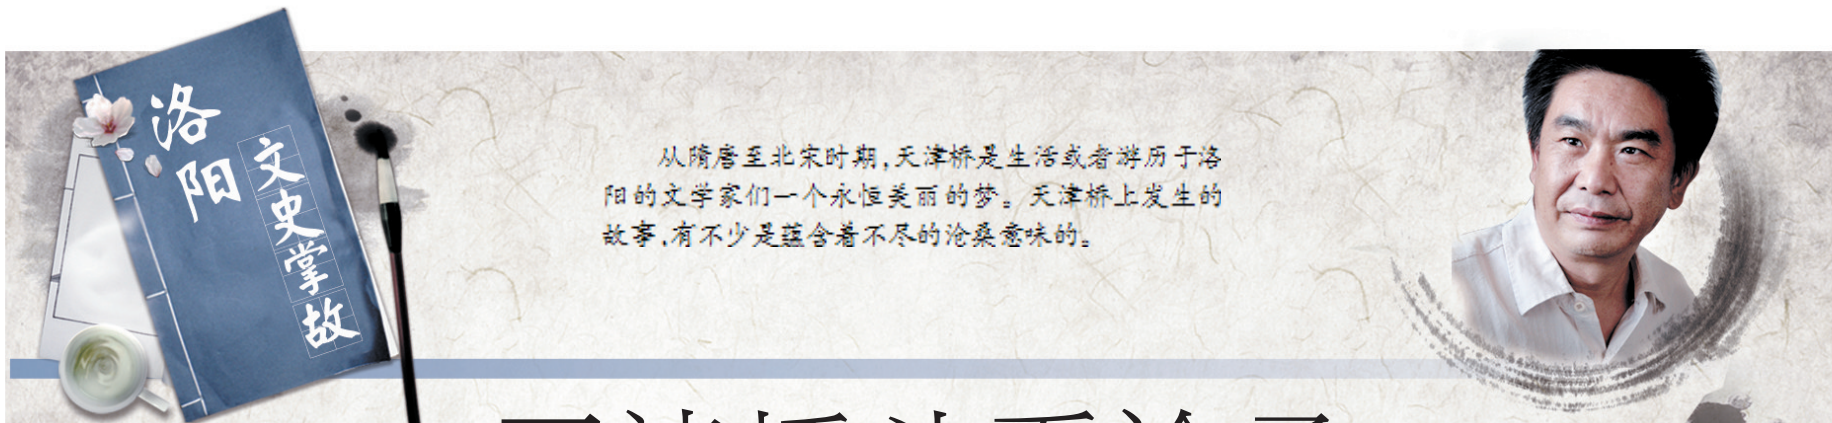 洛阳
文史掌故
从隋唐至北宋时期,天津桥是生活或者游历于洛
阳的文学家们一个永恒美丽的梦。天津桥上发生的
故事,有不少是蕴含着不尽的沧桑意味的。